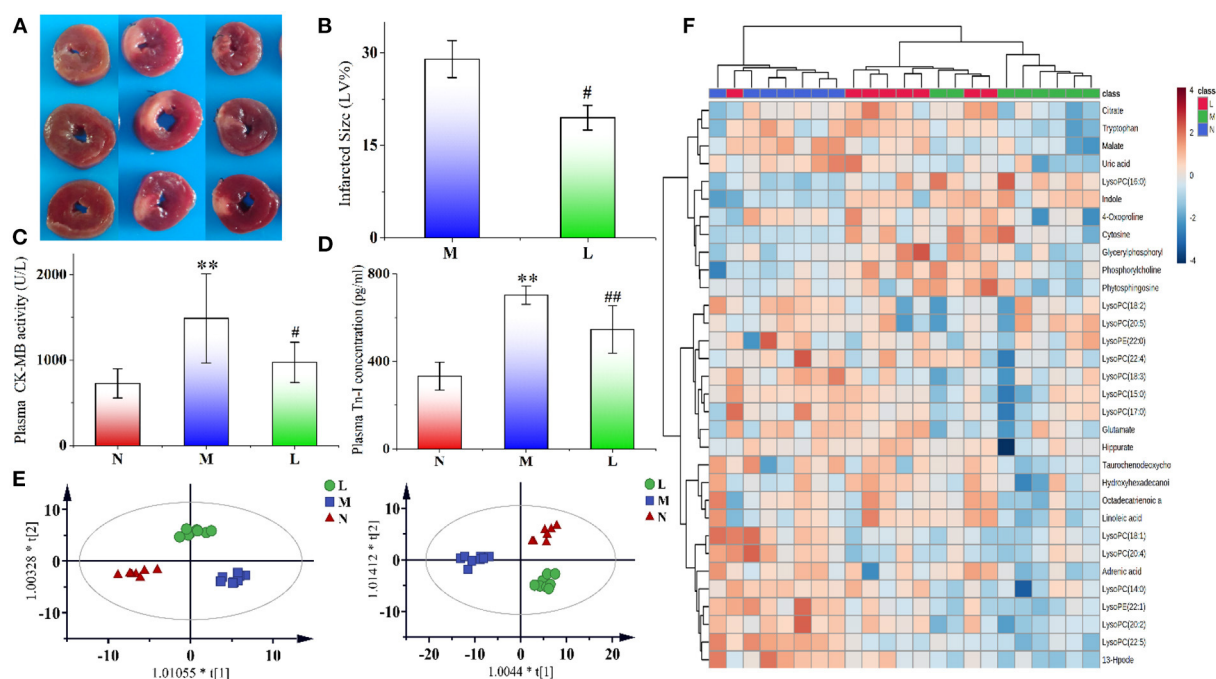 A
B
Infarcted Size (LV%)
30
15
0
#
M
L
C
Plasma CK-MB activity (U/L)
2000
1000
0
**
#
N
M
L
D
Plasma Tn-I concentration (pg/ml)
800
400
0
**
##
N
M
L
E
1.00328 * t[2]
10
0
-10
-10
0
10
1.01055 * t[1]
L
M
N
1.01412 * t[2]
10
0
-10
-20
-10
0
10
20
1.0044 * t[1]
L
M
N
F
class
Citrate
Tryptophan
Malate
Uric acid
LysoPC(16:0)
Indole
4-Oxoproline
Cytosine
Glycerylphosphoryl
Phosphorylcholine
Phytosphingosine
LysoPC(18:2)
LysoPC(20:5)
LysoPE(22:0)
LysoPC(22:4)
LysoPC(18:3)
LysoPC(15:0)
LysoPC(17:0)
Glutamate
Hippurate
Taurochenodeoxycho
Hydroxyhexadecanoi
Octadecatrienoic a
Linoleic acid
LysoPC(18:1)
LysoPC(20:4)
Adrenic acid
LysoPC(14:0)
LysoPE(22:1)
LysoPC(20:2)
LysoPC(22:5)
13-Hpode
4
2
0
-2
-4
class
L
M
N